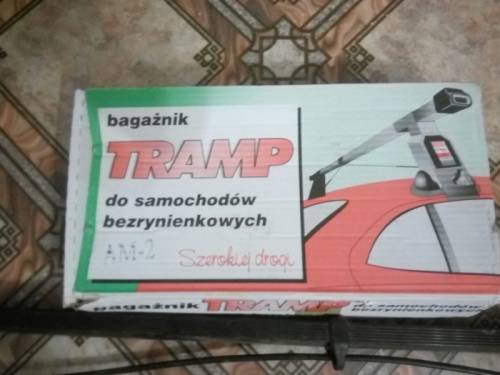 bagażnik
TRAMP
do samochodów
bezrynienkowych
AM-2
Szerokiej drogi
bagażnik TRAMP do samochodów
bezrynienkowych